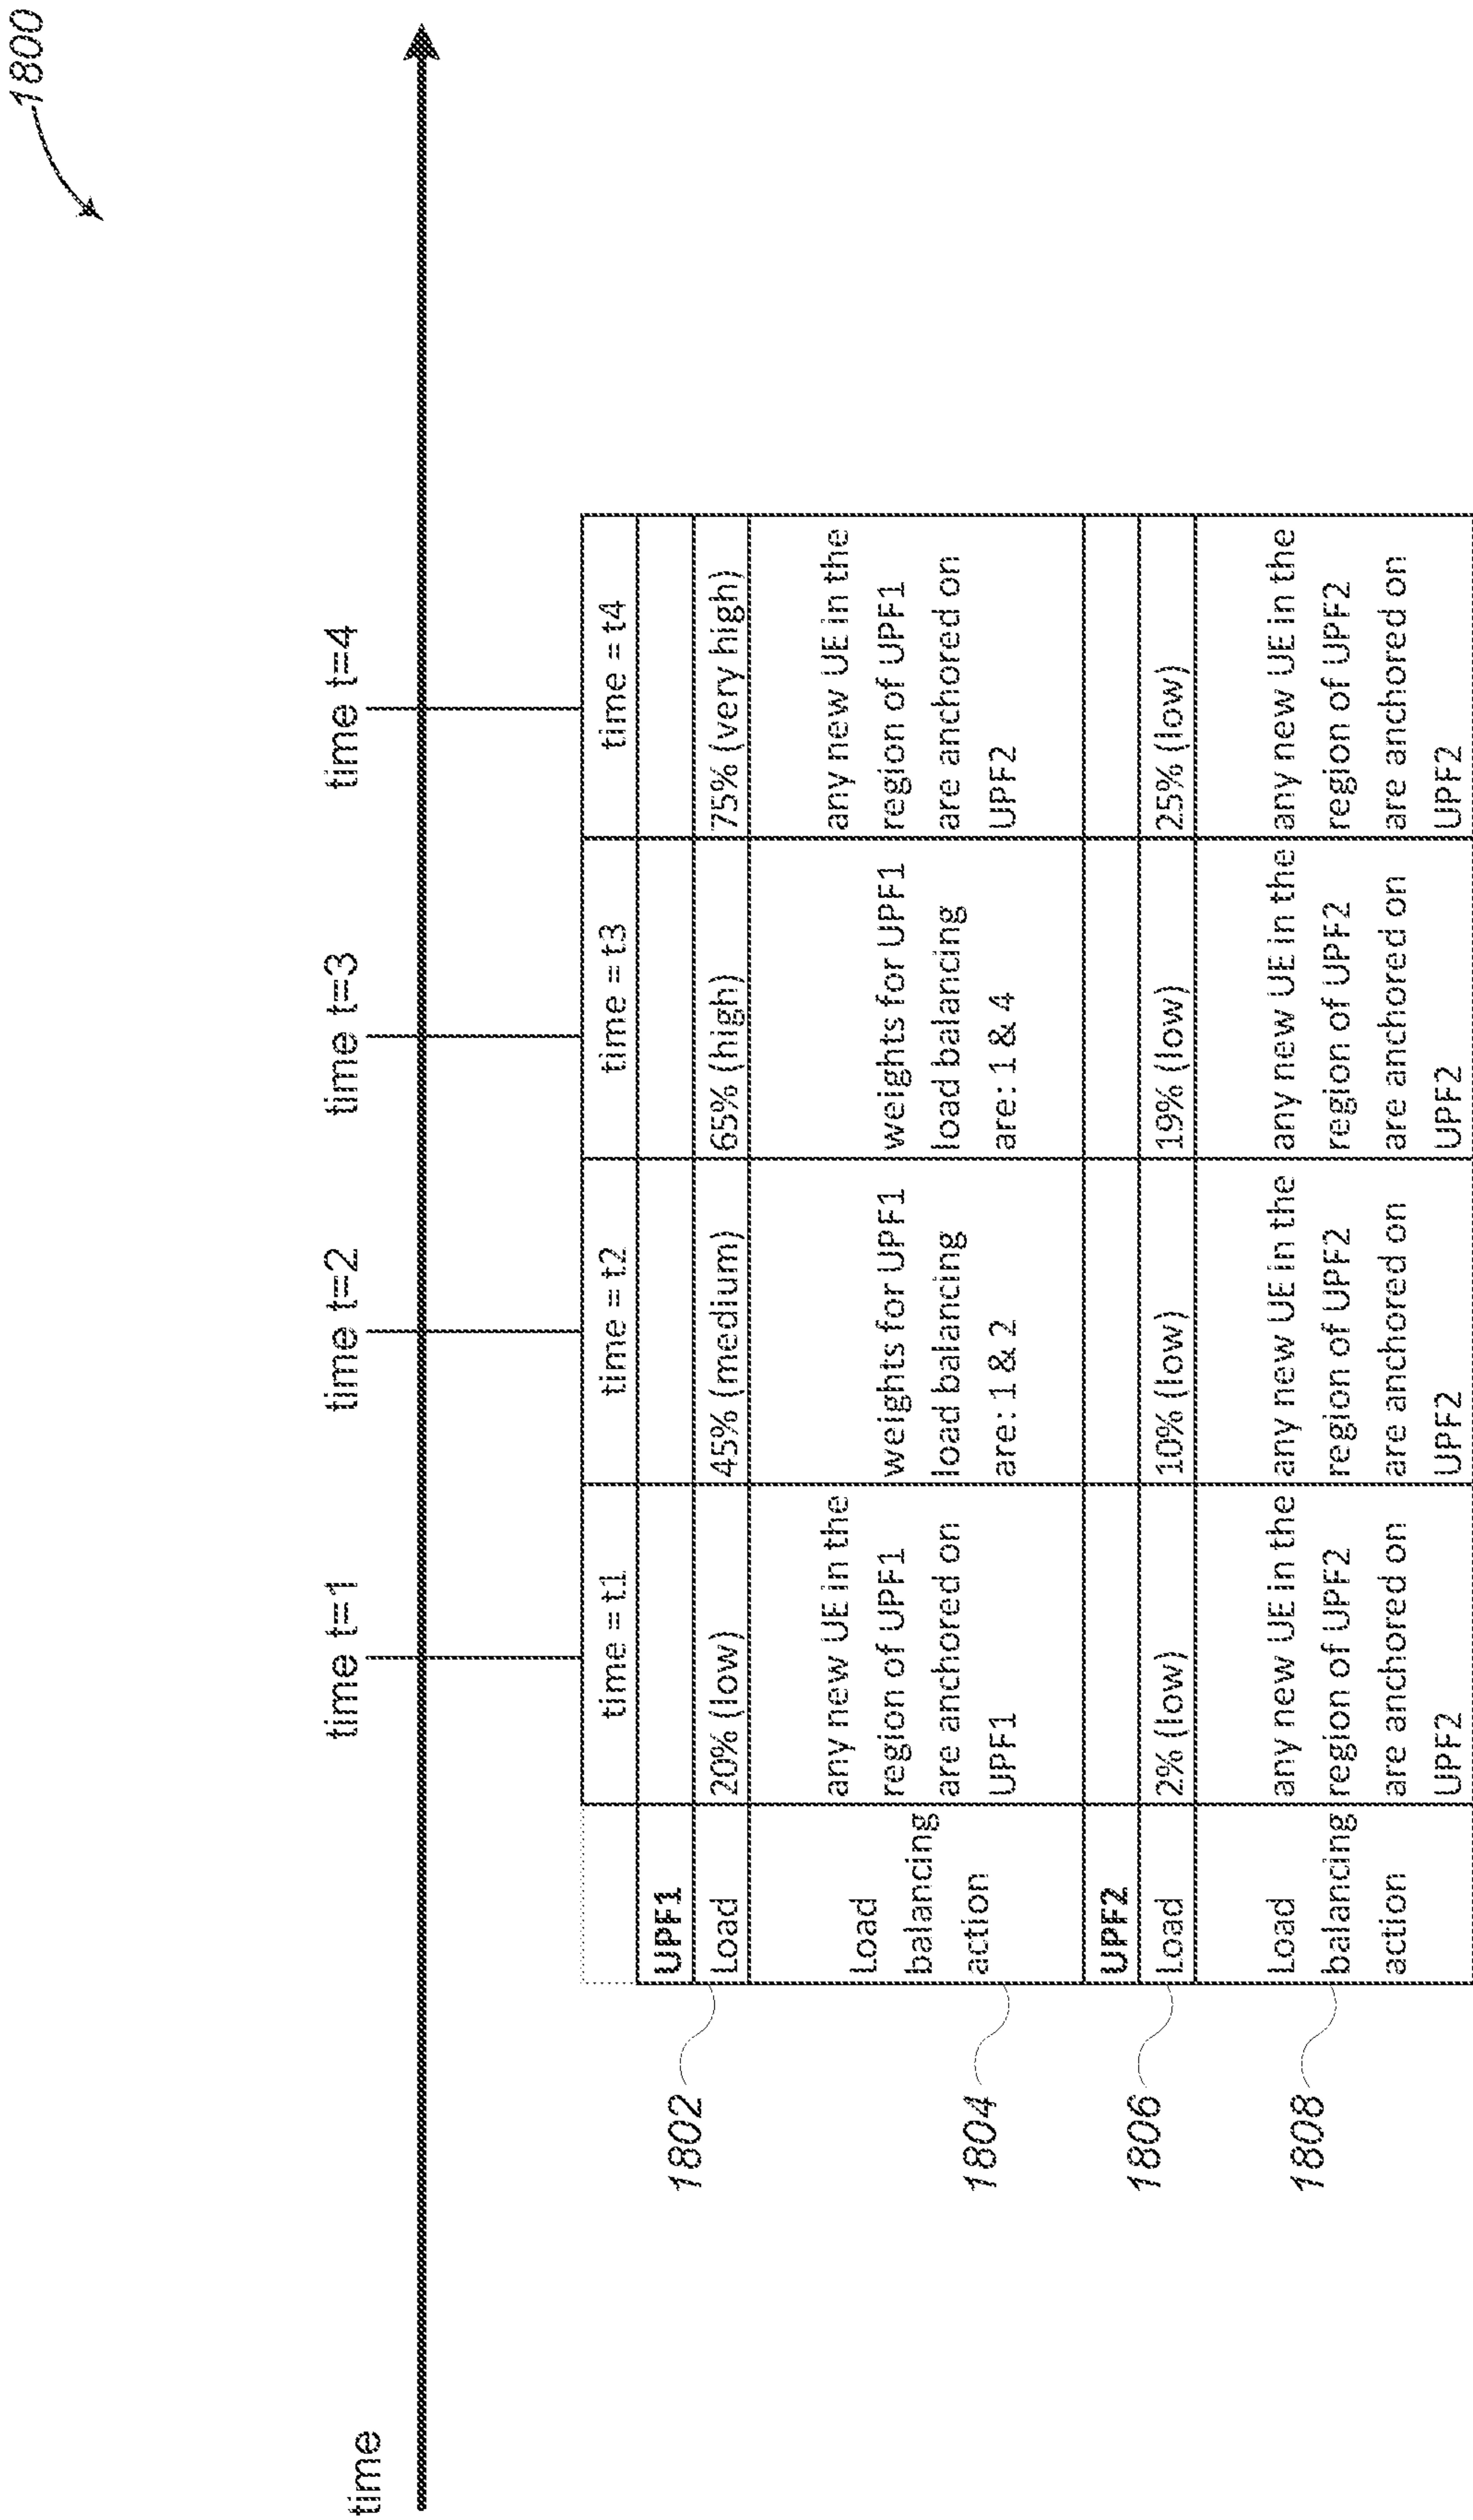 1800
time
time t=1
time t=2
time t=3
time t=4
time = t1
time = t2
time = t3
time = t4
UPF1
1802
Load
20% (low)
45% (medium)
65% (high)
75% (very high)
1804
Load
balancing
action
any new UE in the
region of UPF1
are anchored on
UPF1
weights for UPF1
load balancing
are: 1 & 2
weights for UPF1
load balancing
are: 1 & 4
any new UE in the
region of UPF1
are anchored on
UPF2
UPF2
1806
Load
2% (low)
10% (low)
19% (low)
25% (low)
1808
Load
balancing
action
any new UE in the
region of UPF2
are anchored on
UPF2
any new UE in the
region of UPF2
are anchored on
UPF2
any new UE in the
region of UPF2
are anchored on
UPF2
any new UE in the
region of UPF2
are anchored on
UPF2